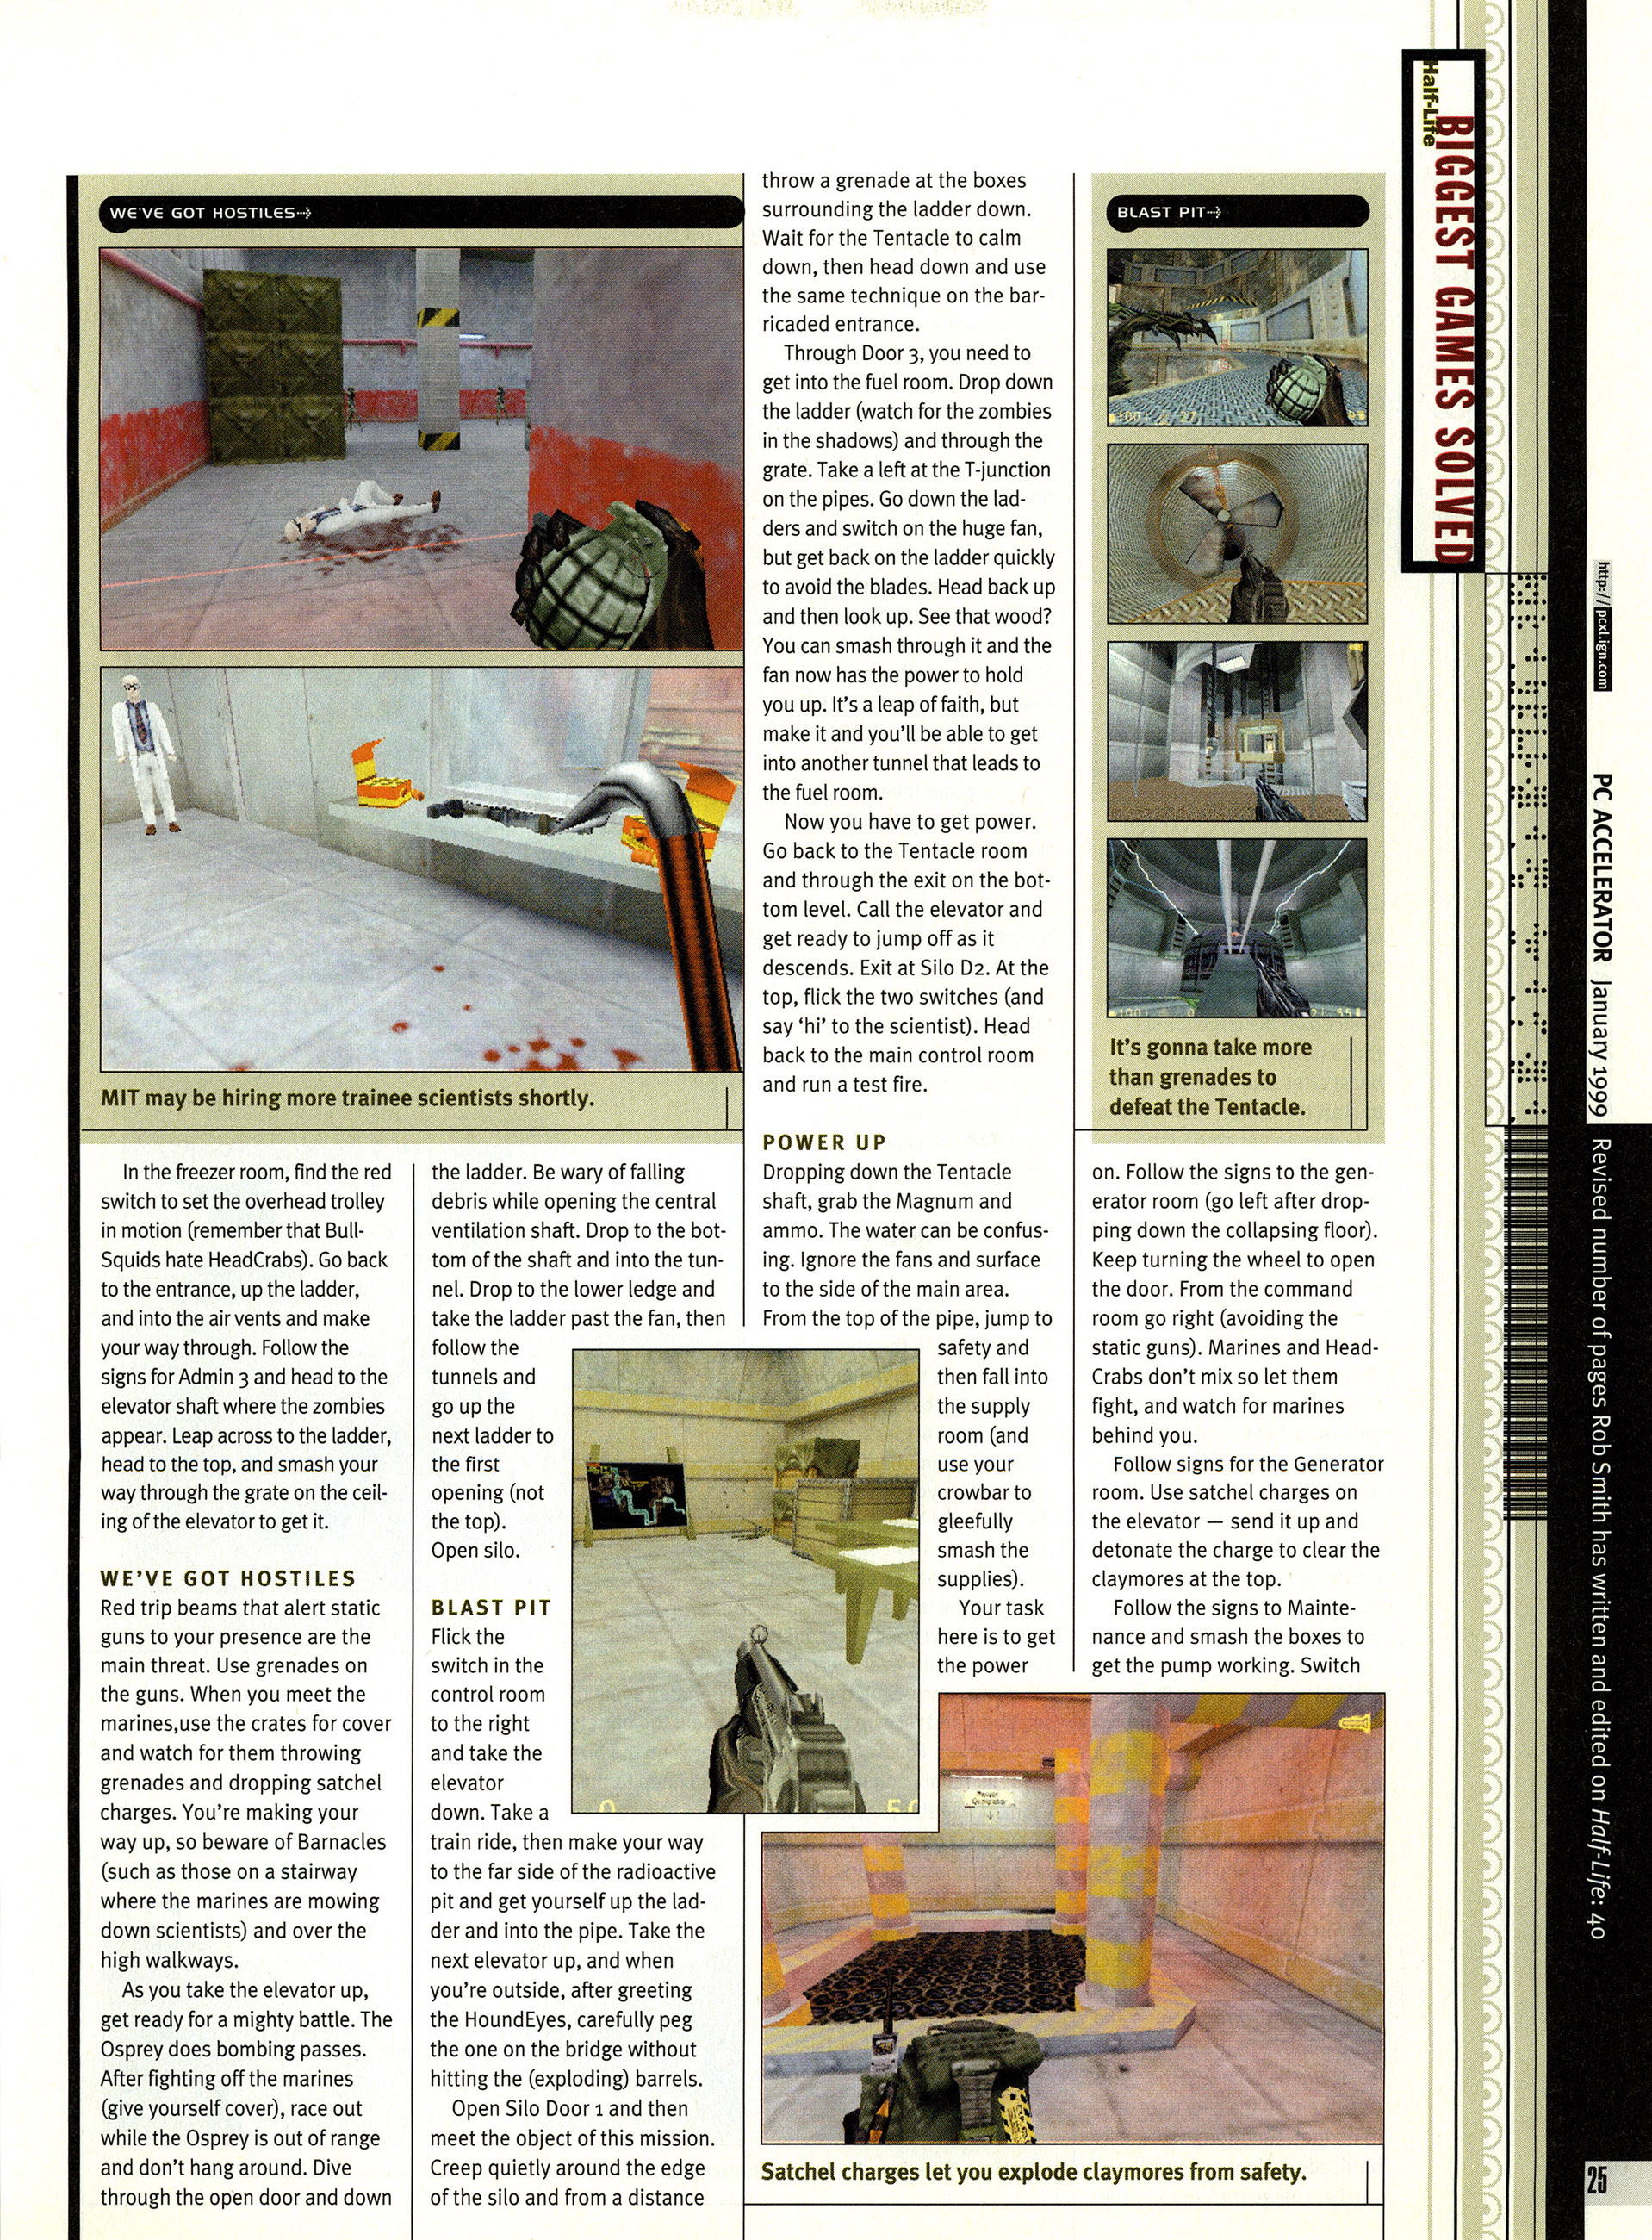 WE'VE GOT HOSTILES
MIT may be hiring more trainee scientists shortly.
In the freezer room, find the red
switch to set the overhead trolley
in motion (remember that Bull-
Squids hate HeadCrabs). Go back
to the entrance, up the ladder,
and into the air vents and make
your way through. Follow the
signs for Admin 3 and head to the
elevator shaft where the zombies
appear. Leap across to the ladder,
head to the top, and smash your
way through the grate on the ceil-
ing of the elevator to get it.
WE'VE GOT HOSTILES
Red trip beams that alert static
guns to your presence are the
main threat. Use grenades on
the guns. When you meet the
marines,use the crates for cover
and watch for them throwing
grenades and dropping satchel
charges. You're making your
way up, so beware of Barnacles
(such as those on a stairway
where the marines are mowing
down scientists) and over the
high walkways.
As you take the elevator up,
get ready for a mighty battle. The
Osprey does bombing passes.
After fighting off the marines
(give yourself cover), race out
while the Osprey is out of range
and don't hang around. Dive
through the open door and down
the ladder. Be wary of falling
debris while opening the central
ventilation shaft. Drop to the bot-
tom of the shaft and into the tun-
nel. Drop to the lower ledge and
take the ladder past the fan, then
follow the
tunnels and
go up the
next ladder to
the first
opening (not
the top).
Open silo.
BLAST PIT
Flick the
switch in the
control room
to the right
and take the
elevator
down. Take a
train ride, then make your way
to the far side of the radioactive
pit and get yourself up the lad-
der and into the pipe. Take the
next elevator up, and when
you're outside, after greeting
the HoundEyes, carefully peg
the one on the bridge without
hitting the (exploding) barrels.
Open Silo Door 1 and then
meet the object of this mission.
Creep quietly around the edge
of the silo and from a distance
throw a grenade at the boxes
surrounding the ladder down.
Wait for the Tentacle to calm
down, then head down and use
the same technique on the bar-
ricaded entrance.
Through Door 3, you need to
get into the fuel room. Drop down
the ladder (watch for the zombies
in the shadows) and through the
grate. Take a left at the T-junction
on the pipes. Go down the lad-
ders and switch on the huge fan,
but get back on the ladder quickly
to avoid the blades. Head back up
and then look up. See that wood?
You can smash through it and the
fan now has the power to hold
you up. It's a leap of faith, but
make it and you'll be able to get
into another tunnel that leads to
the fuel room.
Now you have to get power.
Go back to the Tentacle room
and through the exit on the bot-
tom level. Call the elevator and
get ready to jump off as it
descends. Exit at Silo D2. At the
top, flick the two switches (and
say 'hi' to the scientist). Head
back to the main control room
and run a test fire.
POWER UP
Dropping down the Tentacle
shaft, grab the Magnum and
ammo. The water can be confus-
ing. Ignore the fans and surface
to the side of the main area.
From the top of the pipe, jump to
safety and
then fall into
the supply
room (and
use your
crowbar to
gleefully
smash the
supplies).
Your task
here is to get
the power
BLAST PIT
It's gonna take more
than grenades to
defeat the Tentacle.
on. Follow the signs to the gen-
erator room (go left after drop-
ping down the collapsing floor).
Keep turning the wheel to open
the door. From the command
room go right (avoiding the
static guns). Marines and Head-
Crabs don't mix so let them
fight, and watch for marines
behind you.
Follow signs for the Generator
room. Use satchel charges on
the elevator — send it up and
detonate the charge to clear the
claymores at the top.
Follow the signs to Mainte-
nance and smash the boxes to
get the pump working. Switch
Satchel charges let you explode claymores from safety.
Half-Life
BIGGEST GAMES SOLVED
http://pcxl.ign.com
PC ACCELERATOR January 1999
Revised number of pages Rob Smith has written and edited on Half-Life: 40
25